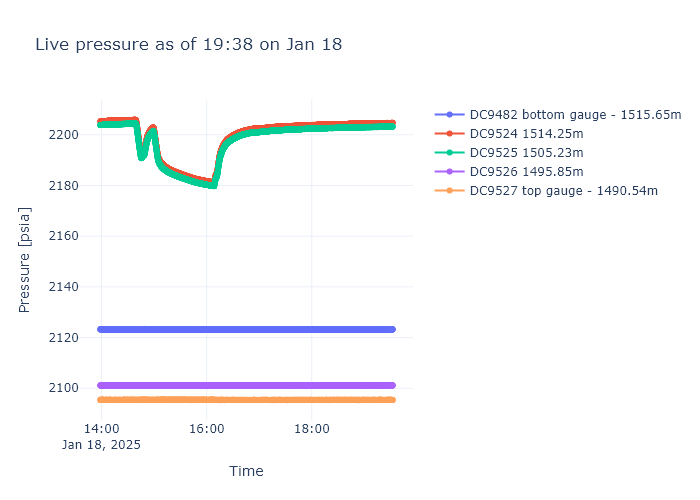 Live pressure as of 19:38 on Jan 18
DC9482 bottom gauge - 1515.65m
DC9524 1514.25m
DC9525 1505.23m
DC9526 1495.85m
DC9527 top gauge - 1490.54m
Pressure [psia]
2200
2180
2160
2140
2120
2100
14:00
16:00
18:00
Jan 18, 2025
Time